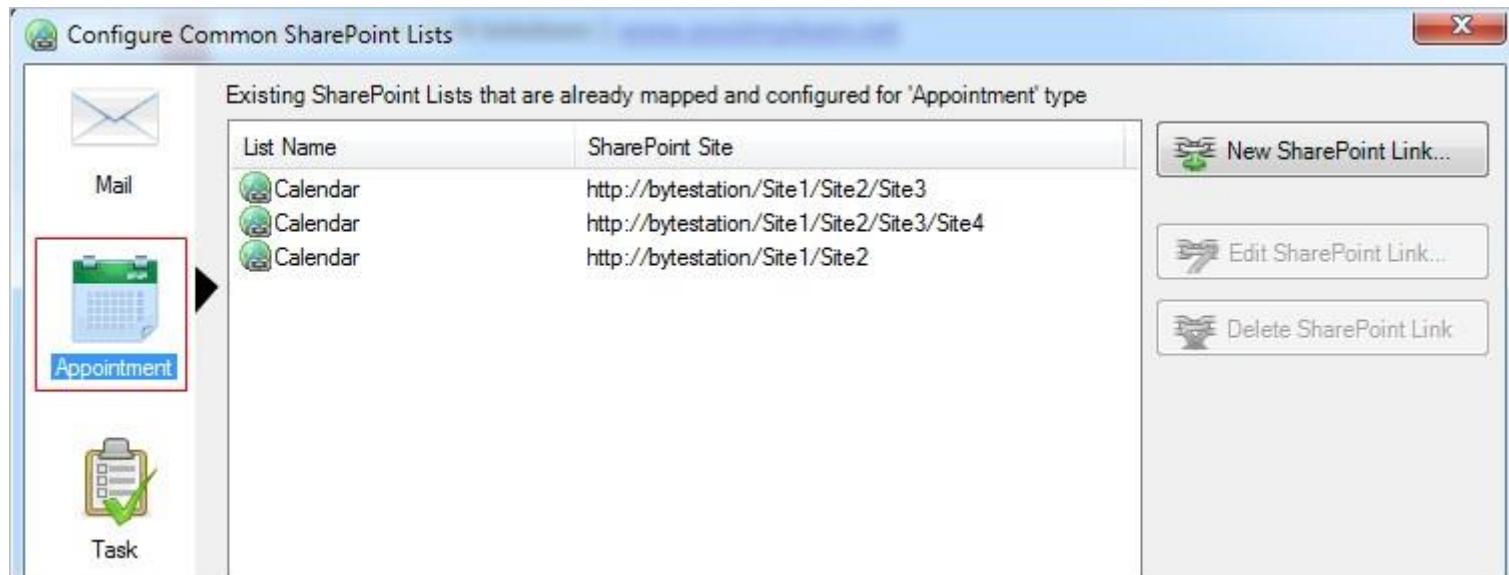 Configure Common SharePoint Lists
Existing SharePoint Lists that are already mapped and configured for 'Appointment' type
Mail
Appointment
Task
List Name SharePoint Site
Calendar http://bytestation/Site1/Site2/Site3
Calendar http://bytestation/Site1/Site2/Site3/Site4
Calendar http://bytestation/Site1/Site2
New SharePoint Link...
Edit SharePoint Link...
Delete SharePoint Link